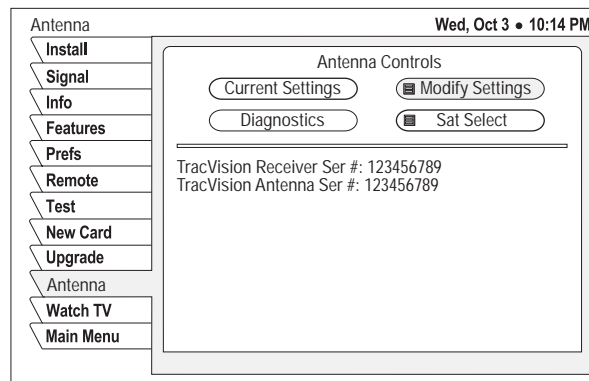 Antenna
Wed, Oct 3 ● 10:14 PM
Install
Signal
Info
Features
Prefs
Remote
Test
New Card
Upgrade
Antenna
Watch TV
Main Menu
Antenna Controls
Current Settings
Modify Settings
Diagnostics
Sat Select
TracVision Receiver Ser #: 123456789
TracVision Antenna Ser #: 123456789